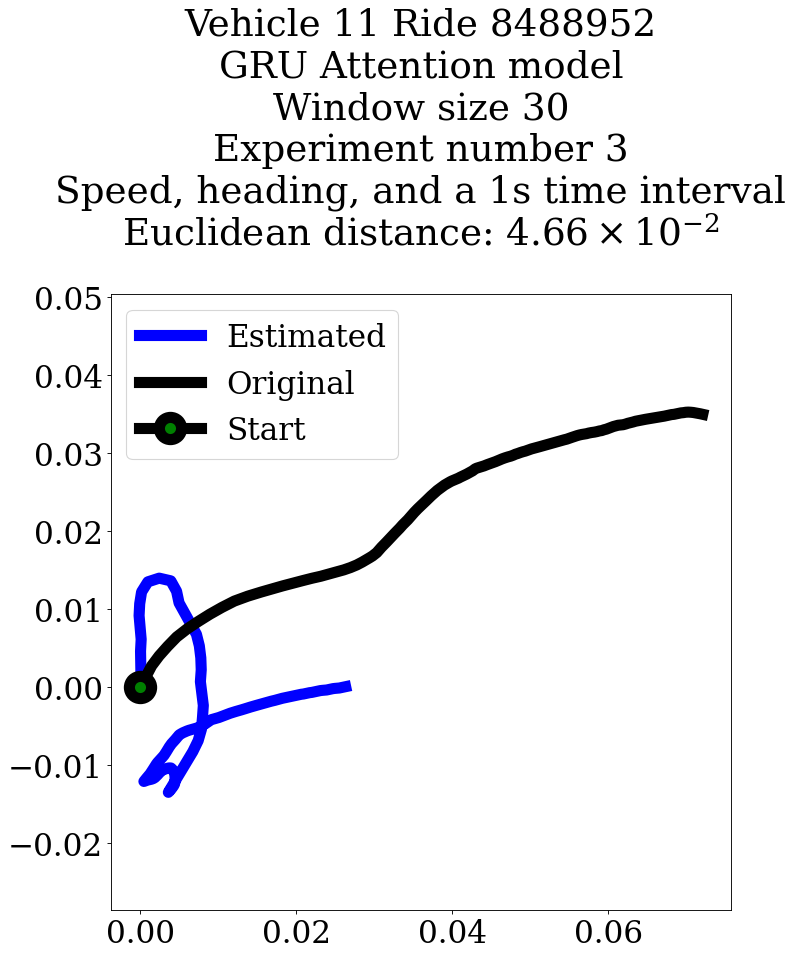 Vehicle 11 Ride 8488952
GRU Attention model
Window size 30
Experiment number 3
Speed, heading, and a 1s time interval
Euclidean distance: 4.66 × 10⁻²
0.05
Estimated
0.04
Original
Start
0.03
0.02
0.01
0.00
−0.01
−0.02
0.00 0.02 0.04 0.06